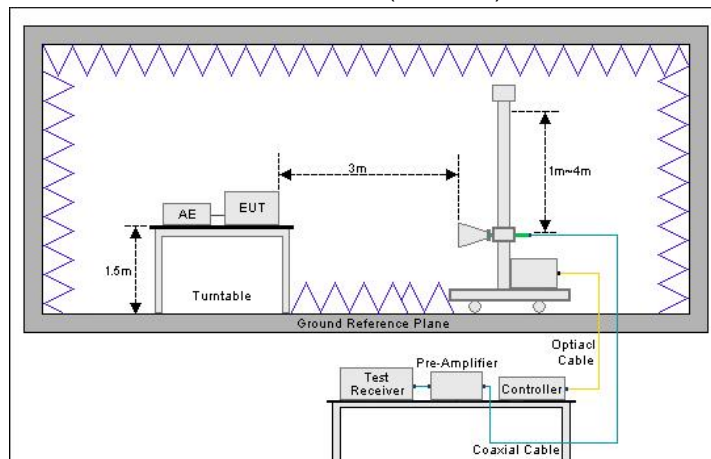 3m
1m~4m
AE
EUT
1.5m
Turntable
Ground Reference Plane
Optiacl
Cable
Pre-Amplifier
Test
Receiver
Controller
Coaxial Cable